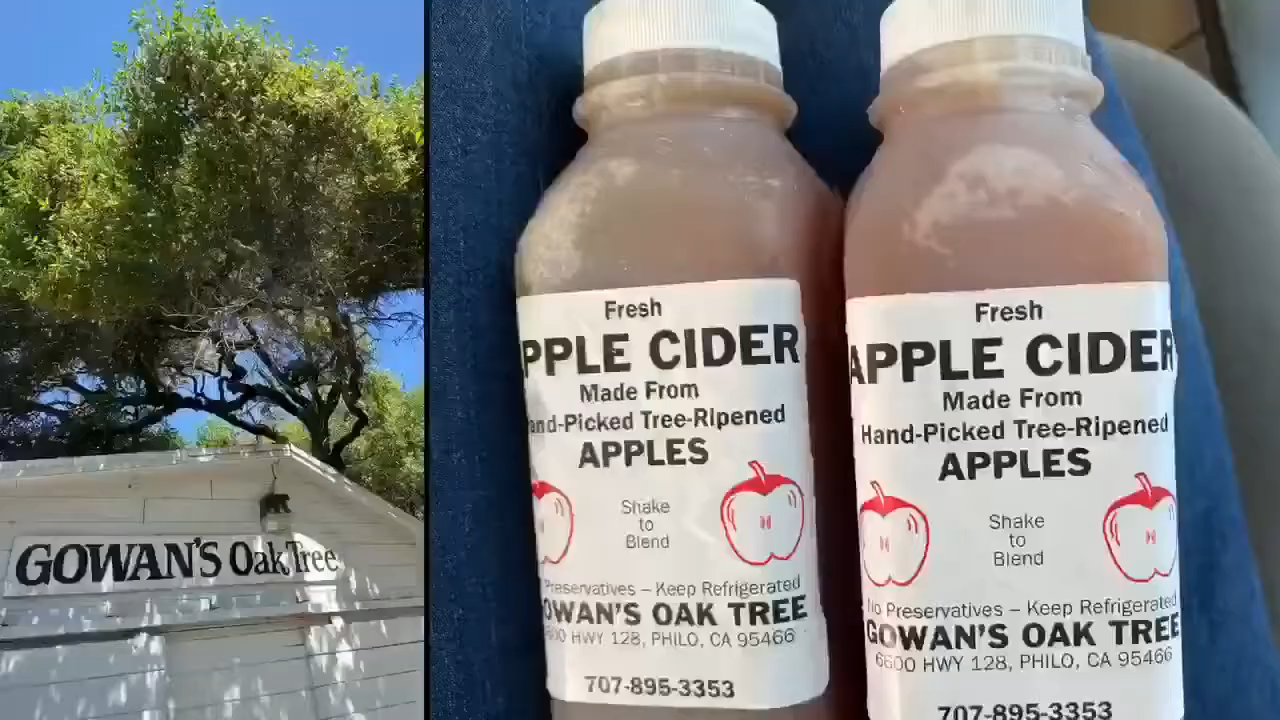 GOWAN'S Oak Tree
Fresh
PPLE CIDER
Made From
and-Picked Tree-Ripened
APPLES
Shake
to
Blend
Preservatives – Keep Refrigerated
OWAN'S OAK TREE
HWY 128, PHILO, CA 95466
707-895-3353
Fresh
APPLE CIDER
Made From
Hand-Picked Tree-Ripened
APPLES
Shake
to
Blend
No Preservatives – Keep Refrigerated
GOWAN'S OAK TREE
6600 HWY 128, PHILO, CA 95466
707-895-3353